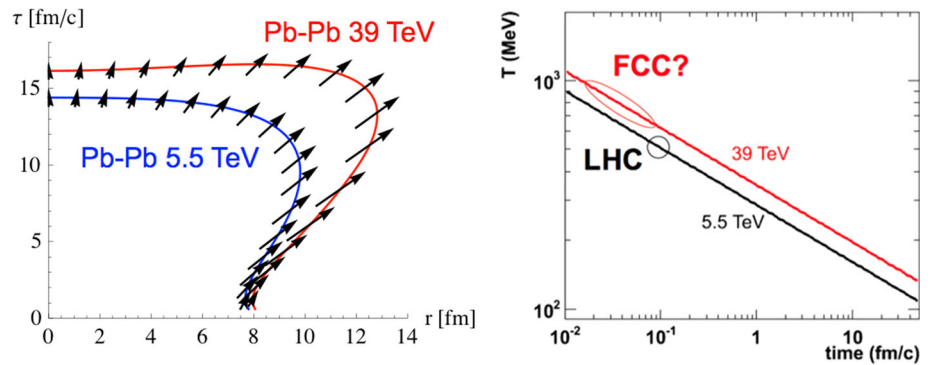 τ [fm/c]
Pb-Pb 39 TeV
15
Pb-Pb 5.5 TeV
10
5
0
0 2 4 6 8 10 12 14
r [fm]
T (MeV)
10³
10²
FCC?
LHC
39 TeV
5.5 TeV
10⁻² 10⁻¹ 1 10
time (fm/c)